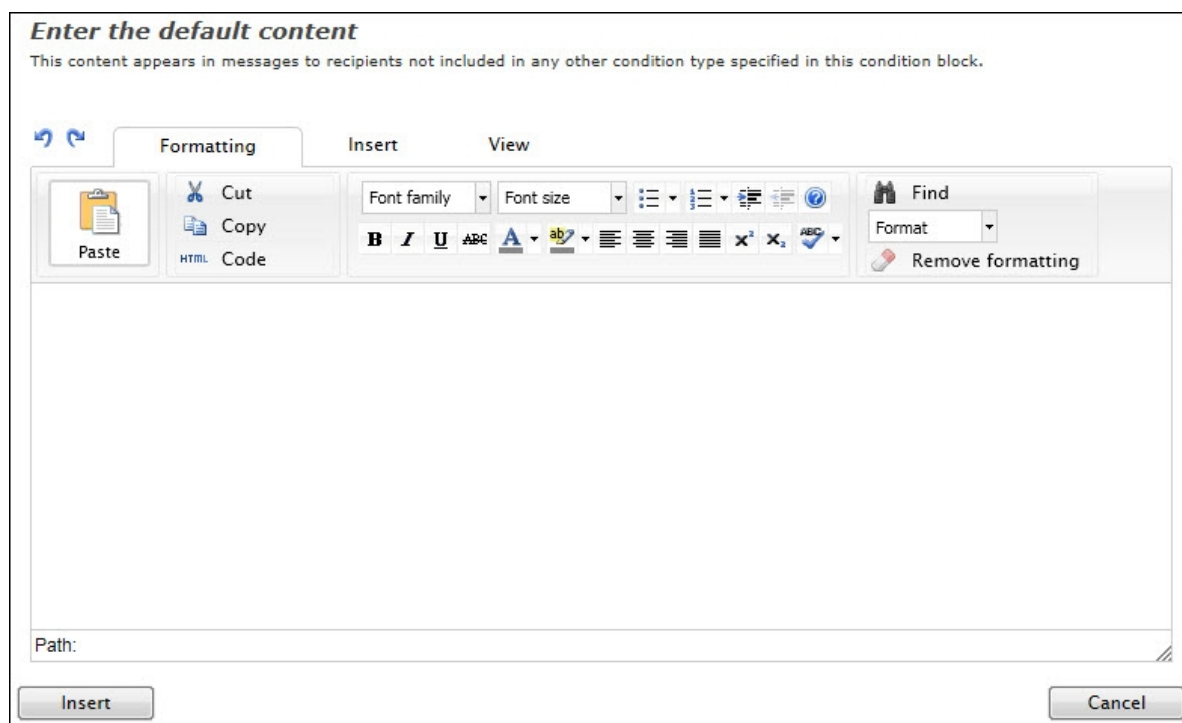 Enter the default content
This content appears in messages to recipients not included in any other condition type specified in this condition block.
Formatting Insert View
Paste
Cut
Copy
HTML Code
Font family Font size
B I U ABC A ab x² x₂ ABC
Find
Format
Remove formatting
Path:
Insert Cancel